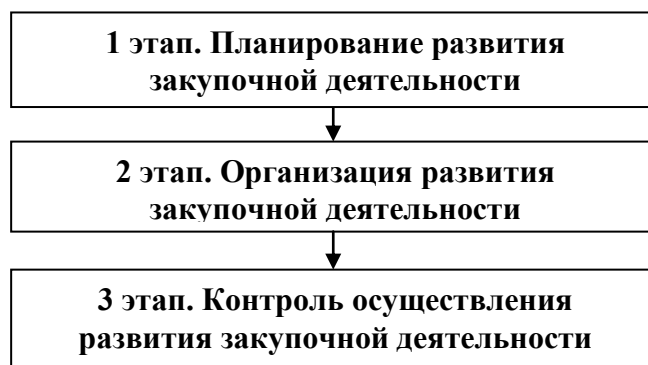 1 этап. Планирование развития
закупочной деятельности
2 этап. Организация развития
закупочной деятельности
3 этап. Контроль осуществления
развития закупочной деятельности